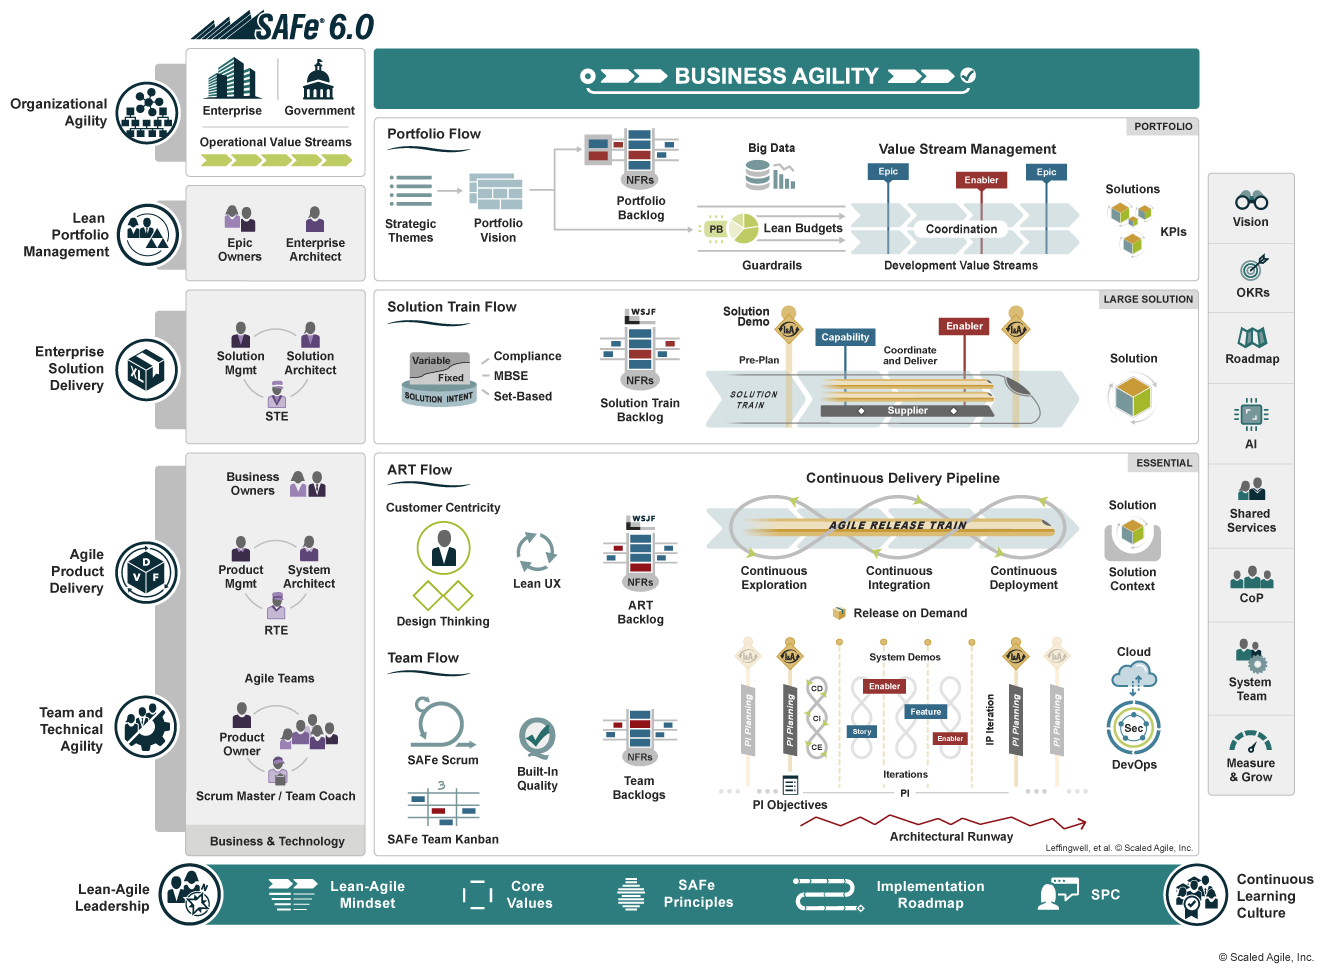 SAFe® 6.0
Organizational
Agility
Enterprise
Government
Operational Value Streams
BUSINESS AGILITY
Portfolio Flow
PORTFOLIO
Strategic
Themes
Portfolio
Vision
NFRs
Portfolio
Backlog
Big Data
PB
Lean Budgets
Guardrails
Value Stream Management
Epic
Enabler
Epic
Coordination
Development Value Streams
Solutions
KPIs
Lean
Portfolio
Management
Epic
Owners
Enterprise
Architect
Enterprise
Solution
Delivery
XL
Solution
Mgmt
Solution
Architect
STE
Solution Train Flow
LARGE SOLUTION
Variable
Fixed
SOLUTION INTENT
Compliance
MBSE
Set-Based
WSJF
NFRs
Solution Train
Backlog
Solution
Demo
I&A
Pre-Plan
Capability
Coordinate
and Deliver
Enabler
I&A
SOLUTION
TRAIN
Supplier
Solution
Agile
Product
Delivery
D
V F
Business
Owners
Product
Mgmt
System
Architect
RTE
ART Flow
ESSENTIAL
Customer Centricity
Design Thinking
Lean UX
WSJF
NFRs
ART
Backlog
Continuous Delivery Pipeline
AGILE RELEASE TRAIN
Continuous
Exploration
Continuous
Integration
Continuous
Deployment
Release on Demand
Solution
Solution
Context
Team and
Technical
Agility
Agile Teams
Product
Owner
Scrum Master / Team Coach
Business & Technology
Team Flow
SAFe Scrum
3
SAFe Team Kanban
Built-In
Quality
NFRs
Team
Backlogs
I&A
I&A
System Demos
I&A
I&A
PI Planning
PI Planning
CD
CI
CE
Enabler
Story
Feature
Enabler
IP Iteration
PI Planning
PI Planning
Iterations
PI
PI Objectives
Architectural Runway
Cloud
Sec
DevOps
Leffingwell, et al. © Scaled Agile, Inc.
Vision
OKRs
Roadmap
AI
Shared
Services
CoP
System
Team
Measure
& Grow
Lean-Agile
Leadership
N
Lean-Agile
Mindset
Core
Values
SAFe
Principles
Implementation
Roadmap
SPC
Continuous
Learning
Culture
© Scaled Agile, Inc.